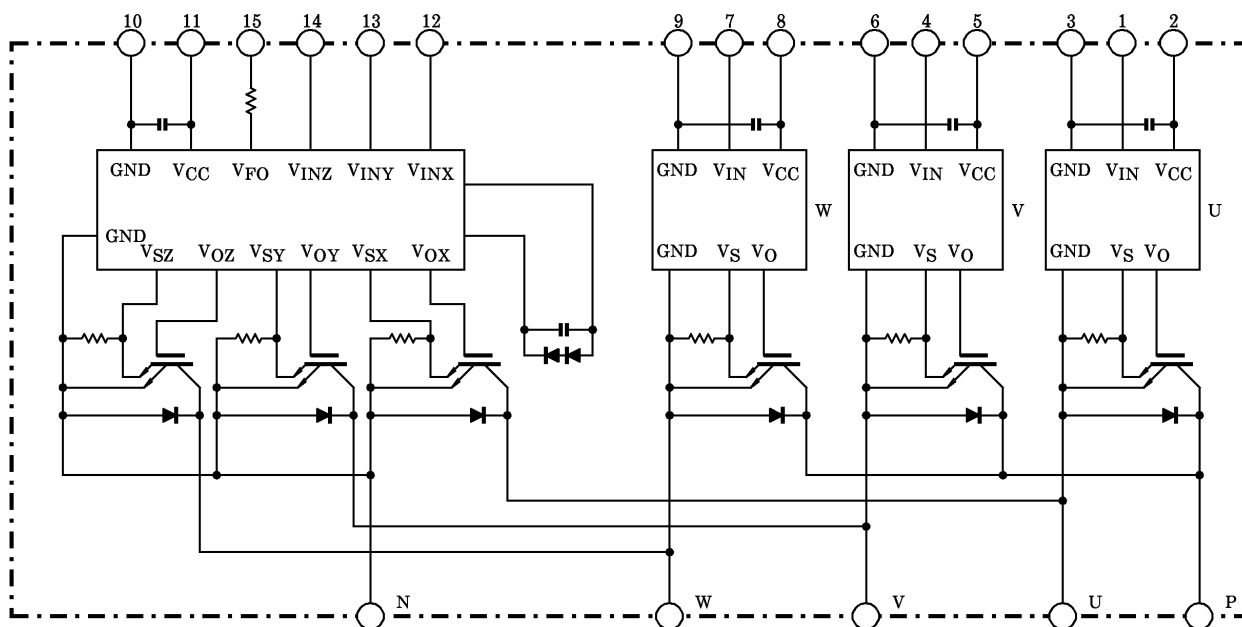 10 11 15 14 13 12 9 7 8 6 4 5 3 1 2
GND VCC VFO VINZ VINY VINX GND VIN VCC GND VIN VCC GND VIN VCC
W V U
GND VSZ VOZ VSY VOY VSX VOX GND VS VO GND VS VO GND VS VO
N W V U P